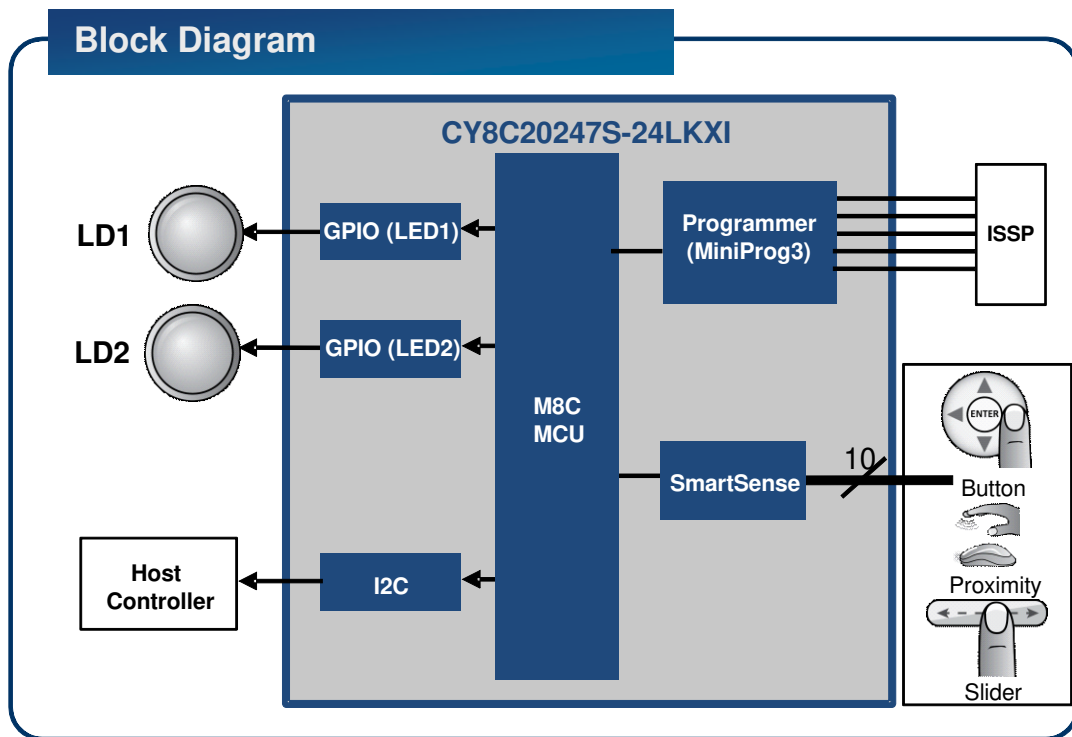 Block Diagram
CY8C20247S-24LKXI
LD1
GPIO (LED1)
LD2
GPIO (LED2)
M8C
MCU
Programmer
(MiniProg3)
ISSP
SmartSense
10
ENTER
Button
Proximity
Slider
Host
Controller
I2C